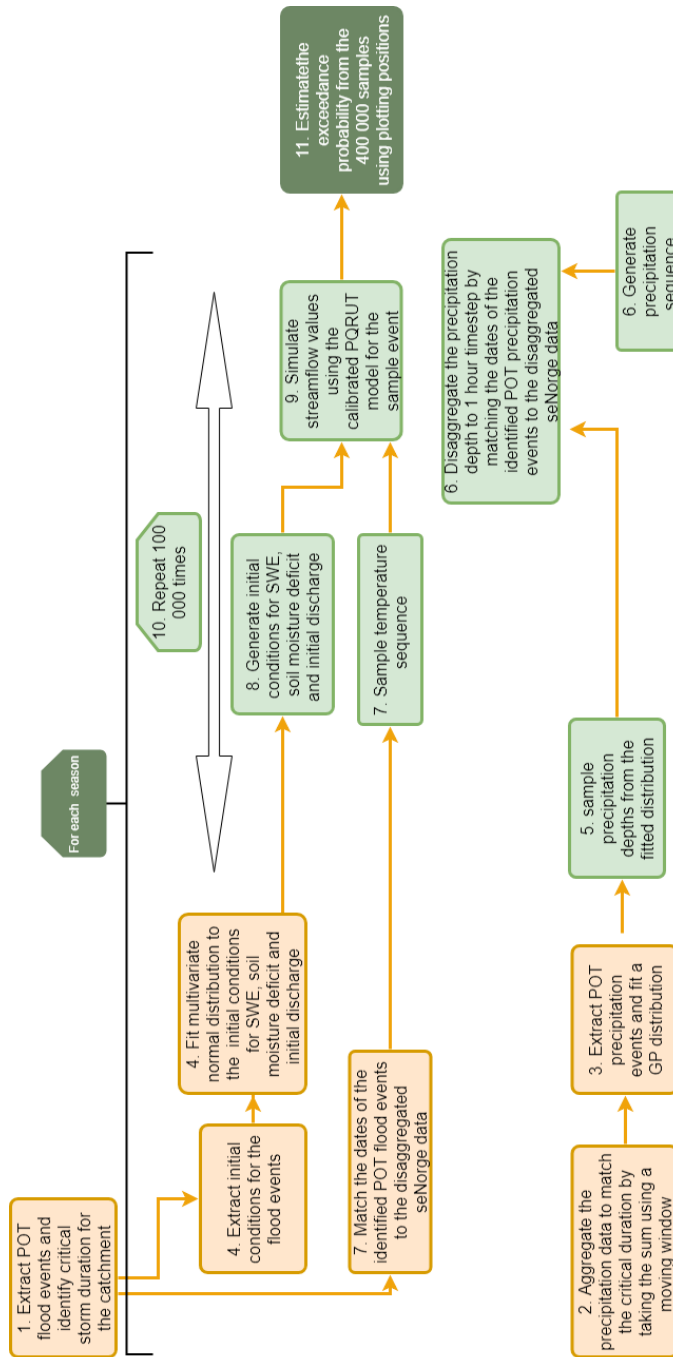 For each  season
10. Repeat 100
000 times
1. Extract POT
flood events and
identify critical
storm duration for
the catchment
4. Extract initial
conditions for the
flood events
4. Fit multivariate
normal distribution to
the  initial conditions
for SWE, soil
moisture deficit and
initial discharge
8. Generate initial
conditions for SWE,
soil moisture deficit
and initial discharge
9. Simulate
streamflow values
using the
calibrated PQRUT
model for the
sample event
11. Estimatethe
exceedance
probability from the
400 000 samples
using plotting positions
7. Match the dates of the
identified POT flood events
to the disaggregated
seNorge data
7. Sample temperature
sequence
2. Aggregate the
precipitation data to match
the critical duration by
taking the sum using a
moving window
3. Extract POT
precipitation
events and fit a
GP distribution
5. sample
precipitation
depths from the
fitted distribution
6. Disaggregate the precipitation
depth to 1 hour timestep by
matching the dates of the
identified POT precipitation
events to the disaggregated
seNorge data
6. Generate
precipitation
sequence